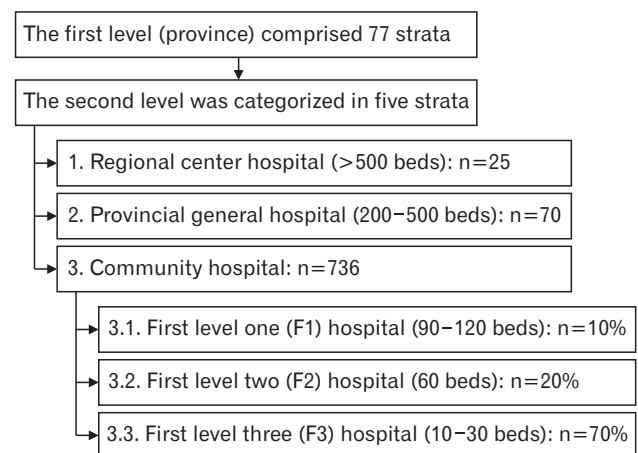 The first level (province) comprised 77 strata
The second level was categorized in five strata
1. Regional center hospital (>500 beds): n=25
2. Provincial general hospital (200–500 beds): n=70
3. Community hospital: n=736
3.1. First level one (F1) hospital (90–120 beds): n=10%
3.2. First level two (F2) hospital (60 beds): n=20%
3.3. First level three (F3) hospital (10–30 beds): n=70%